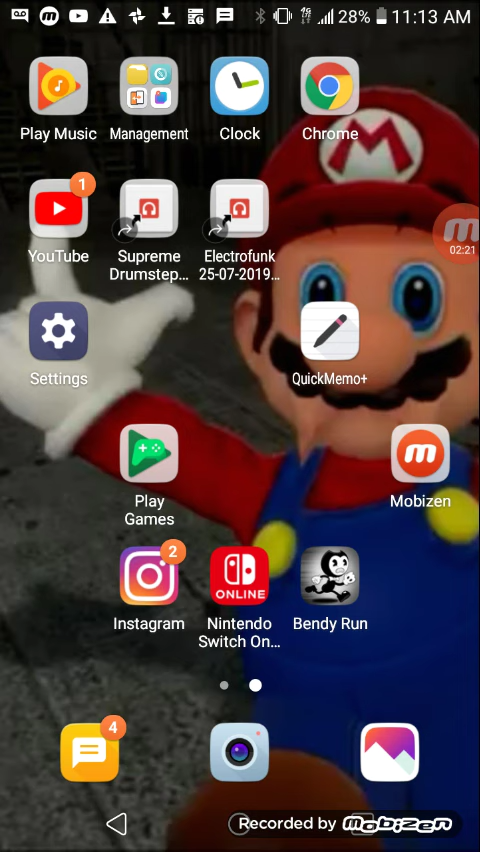 4G 28% 11:13 AM
Play Music Management Clock Chrome
1
YouTube Supreme Drumstep... Electrofunk 25-07-2019...
02:21
Settings QuickMemo+
Play Games Mobizen
2
ONLINE
Instagram Nintendo Switch On... Bendy Run
4
Recorded by Mobizen